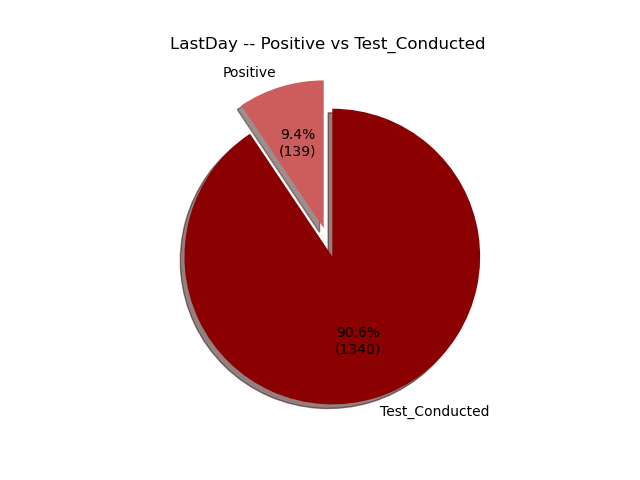 LastDay -- Positive vs Test_Conducted
Positive
9.4%
(139)
90.6%
(1340)
Test_Conducted